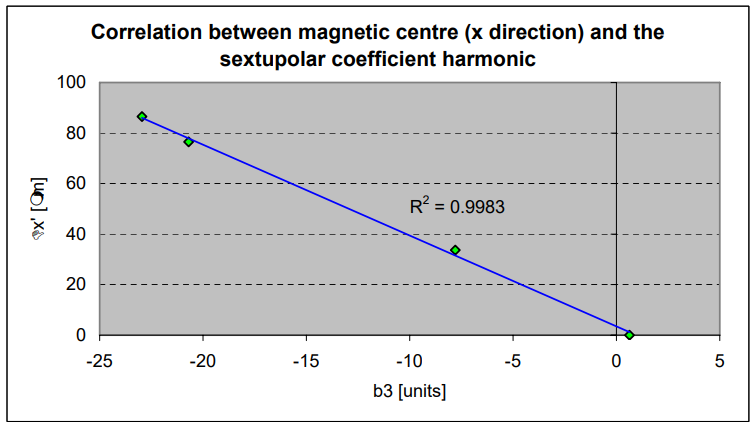 Correlation between magnetic centre (x direction) and the
sextupolar coefficient harmonic
100
80
60
40
20
0
R² = 0.9983
-25 -20 -15 -10 -5 0 5
b3 [units]